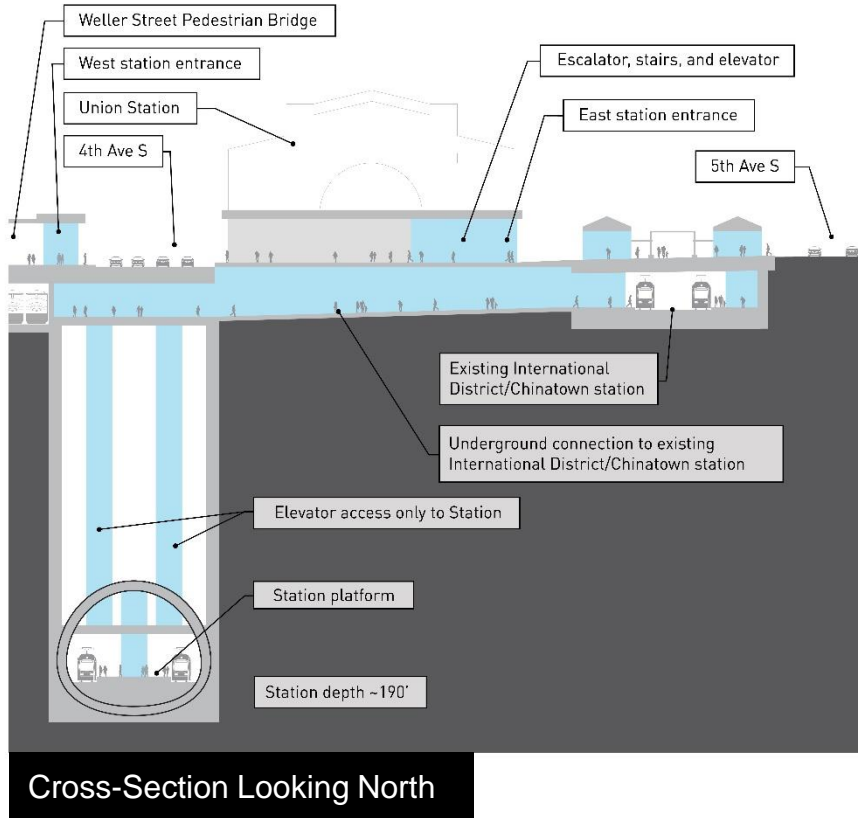 Weller Street Pedestrian Bridge
West station entrance
Union Station
4th Ave S
Escalator, stairs, and elevator
East station entrance
5th Ave S
Existing International
District/Chinatown station
Underground connection to existing
International District/Chinatown station
Elevator access only to Station
Station platform
Station depth ~190'
Cross-Section Looking North